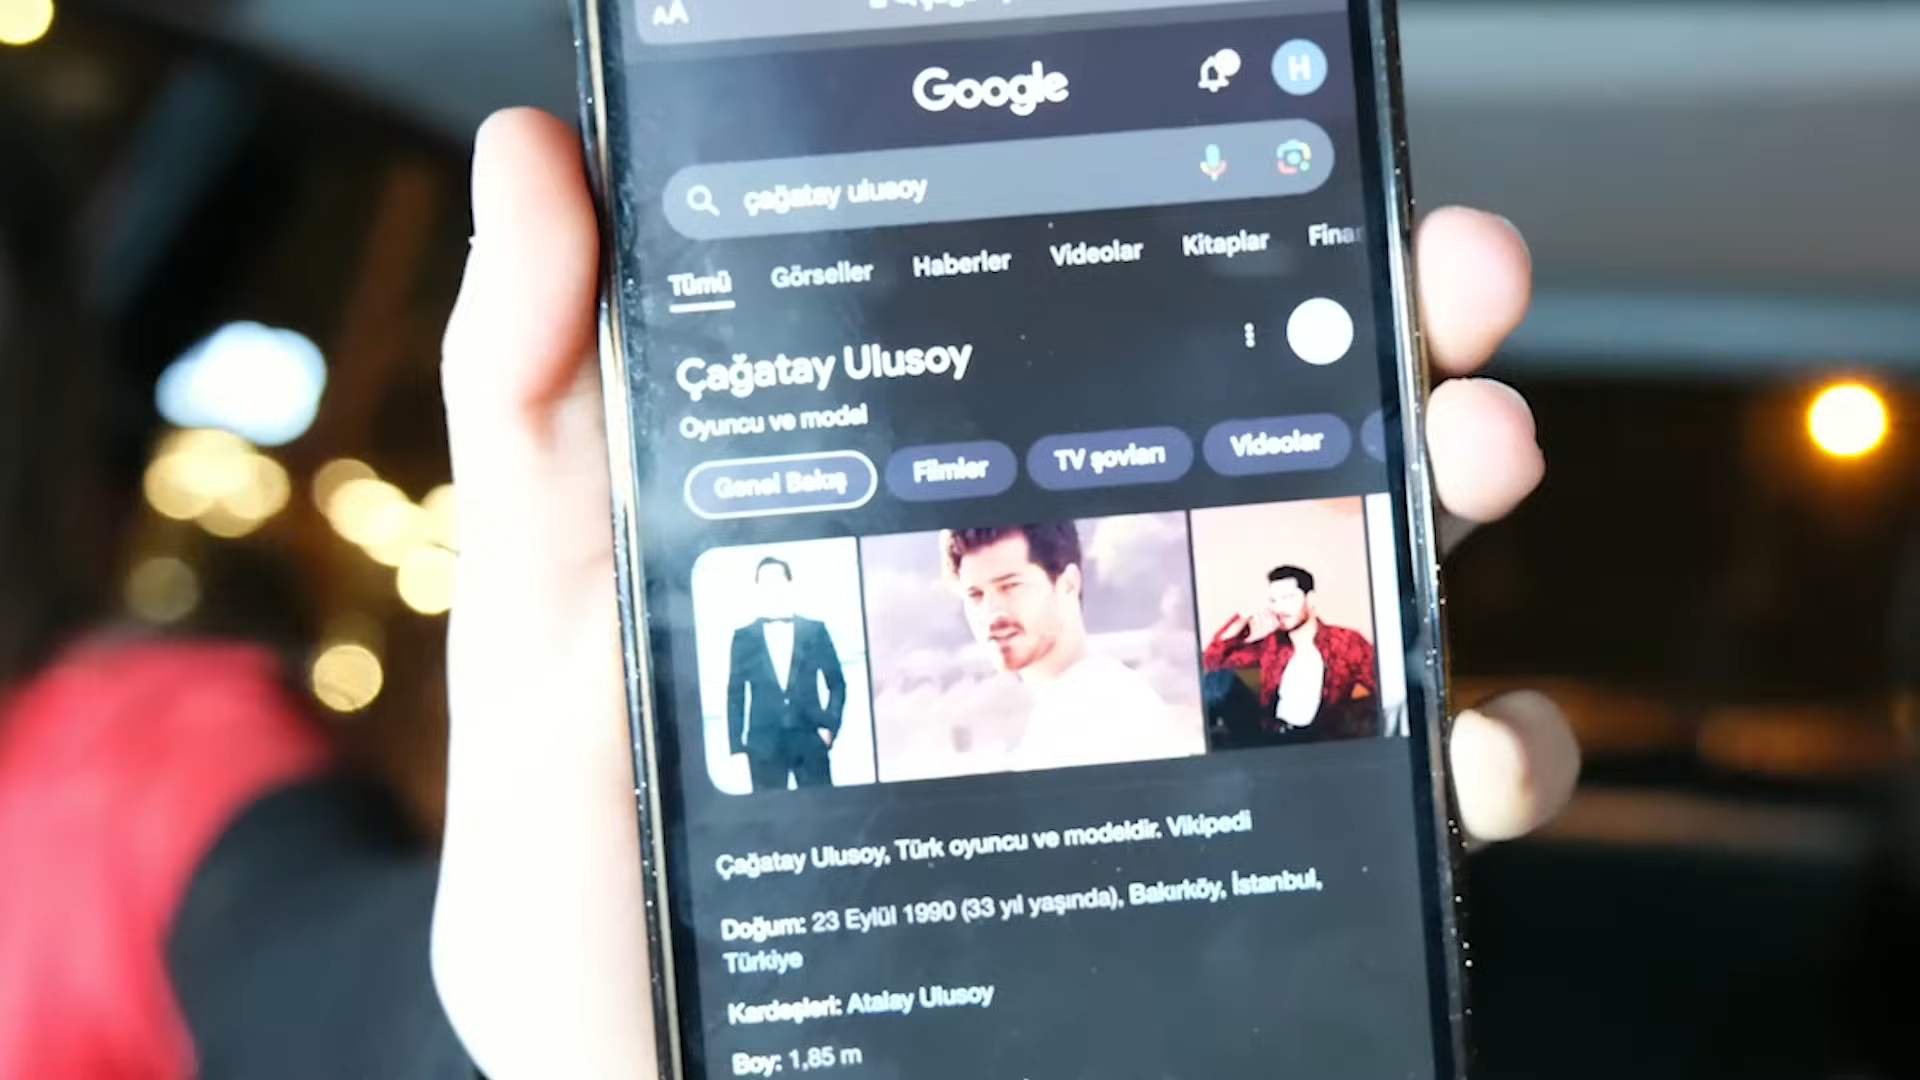 AA
Google
H
çağatay ulusoy
Tümü Görseller Haberler Videolar Kitaplar Finan
Çağatay Ulusoy
Oyuncu ve model
Genel Bakış Filmler TV şovları Videolar
Çağatay Ulusoy, Türk oyuncu ve modeldir. Vikipedi
Doğum: 23 Eylül 1990 (33 yıl yaşında), Bakırköy, İstanbul,
Türkiye
Kardeşleri: Atalay Ulusoy
Boy: 1,85 m